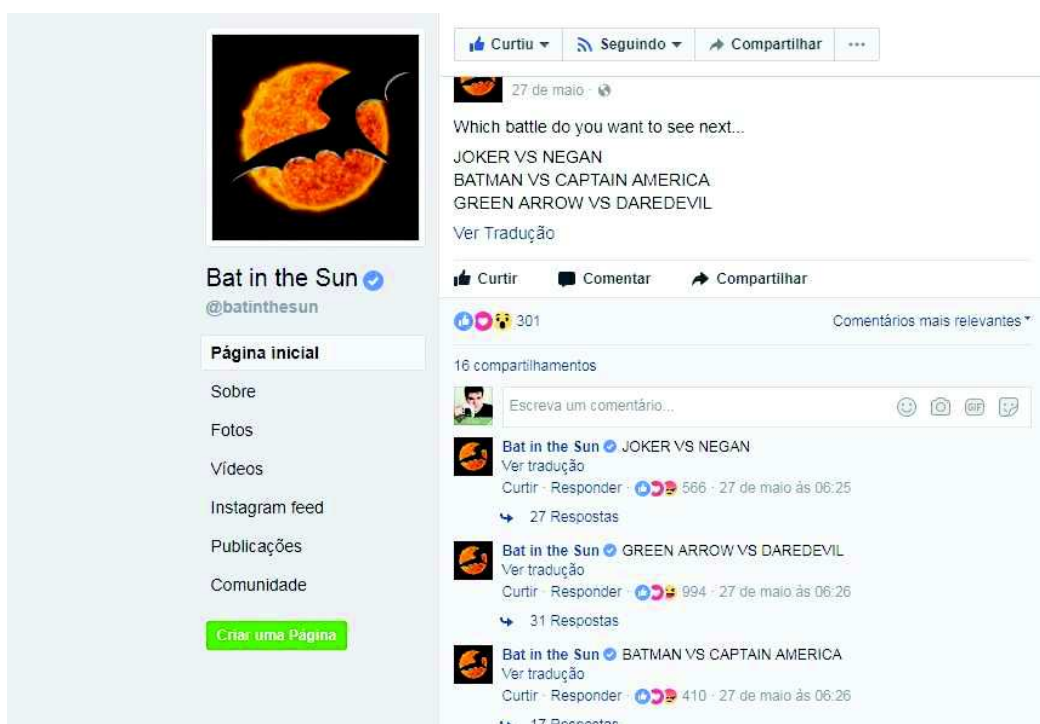 Curtiu Seguindo Compartilhar ...
27 de maio
Which battle do you want to see next...
JOKER VS NEGAN
BATMAN VS CAPTAIN AMERICA
GREEN ARROW VS DAREDEVIL
Ver Tradução
Curtir Comentar Compartilhar
301 Comentários mais relevantes
16 compartilhamentos
Escreva um comentário... GIF
Bat in the Sun JOKER VS NEGAN
Ver tradução
Curtir · Responder · 566 · 27 de maio às 06:25
27 Respostas
Bat in the Sun GREEN ARROW VS DAREDEVIL
Ver tradução
Curtir · Responder · 994 · 27 de maio às 06:26
31 Respostas
Bat in the Sun BATMAN VS CAPTAIN AMERICA
Ver tradução
Curtir · Responder · 410 · 27 de maio às 06:26
17 Respostas
Bat in the Sun
@batinthesun
Página inicial
Sobre
Fotos
Vídeos
Instagram feed
Publicações
Comunidade
Criar uma Página